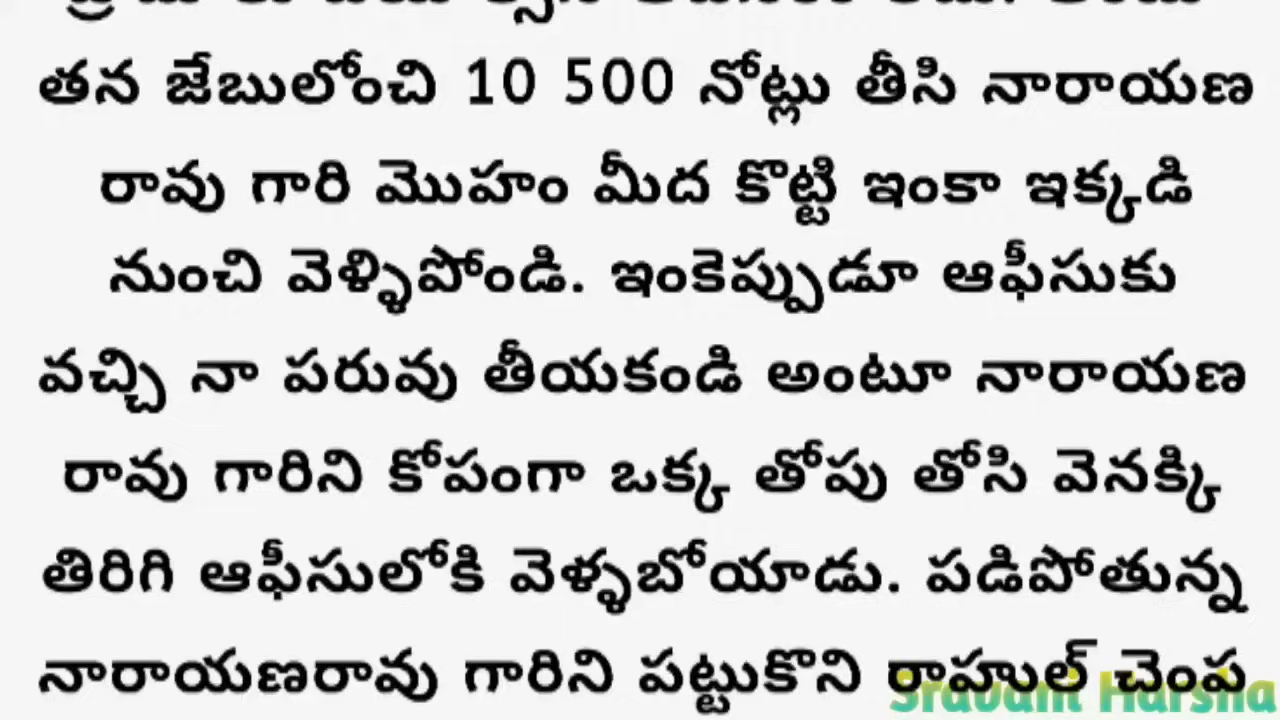 తన జేబులోంచి 10 500 నోట్లు తీసి నారాయణ
రావు గారి మొహం మీద కొట్టి ఇంకా ఇక్కడి
నుంచి వెళ్ళిపోండి. ఇంకెప్పుడూ ఆఫీసుకు
వచ్చి నా పరువు తీయకండి అంటూ నారాయణ
రావు గారిని కోపంగా ఒక్క తోపు తోసి వెనక్కి
తిరిగి ఆఫీసులోకి వెళ్ళబోయాడు. పడిపోతున్న
నారాయణరావు గారిని పట్టుకొని రాహుల్ చెంప
Sravani Harsha